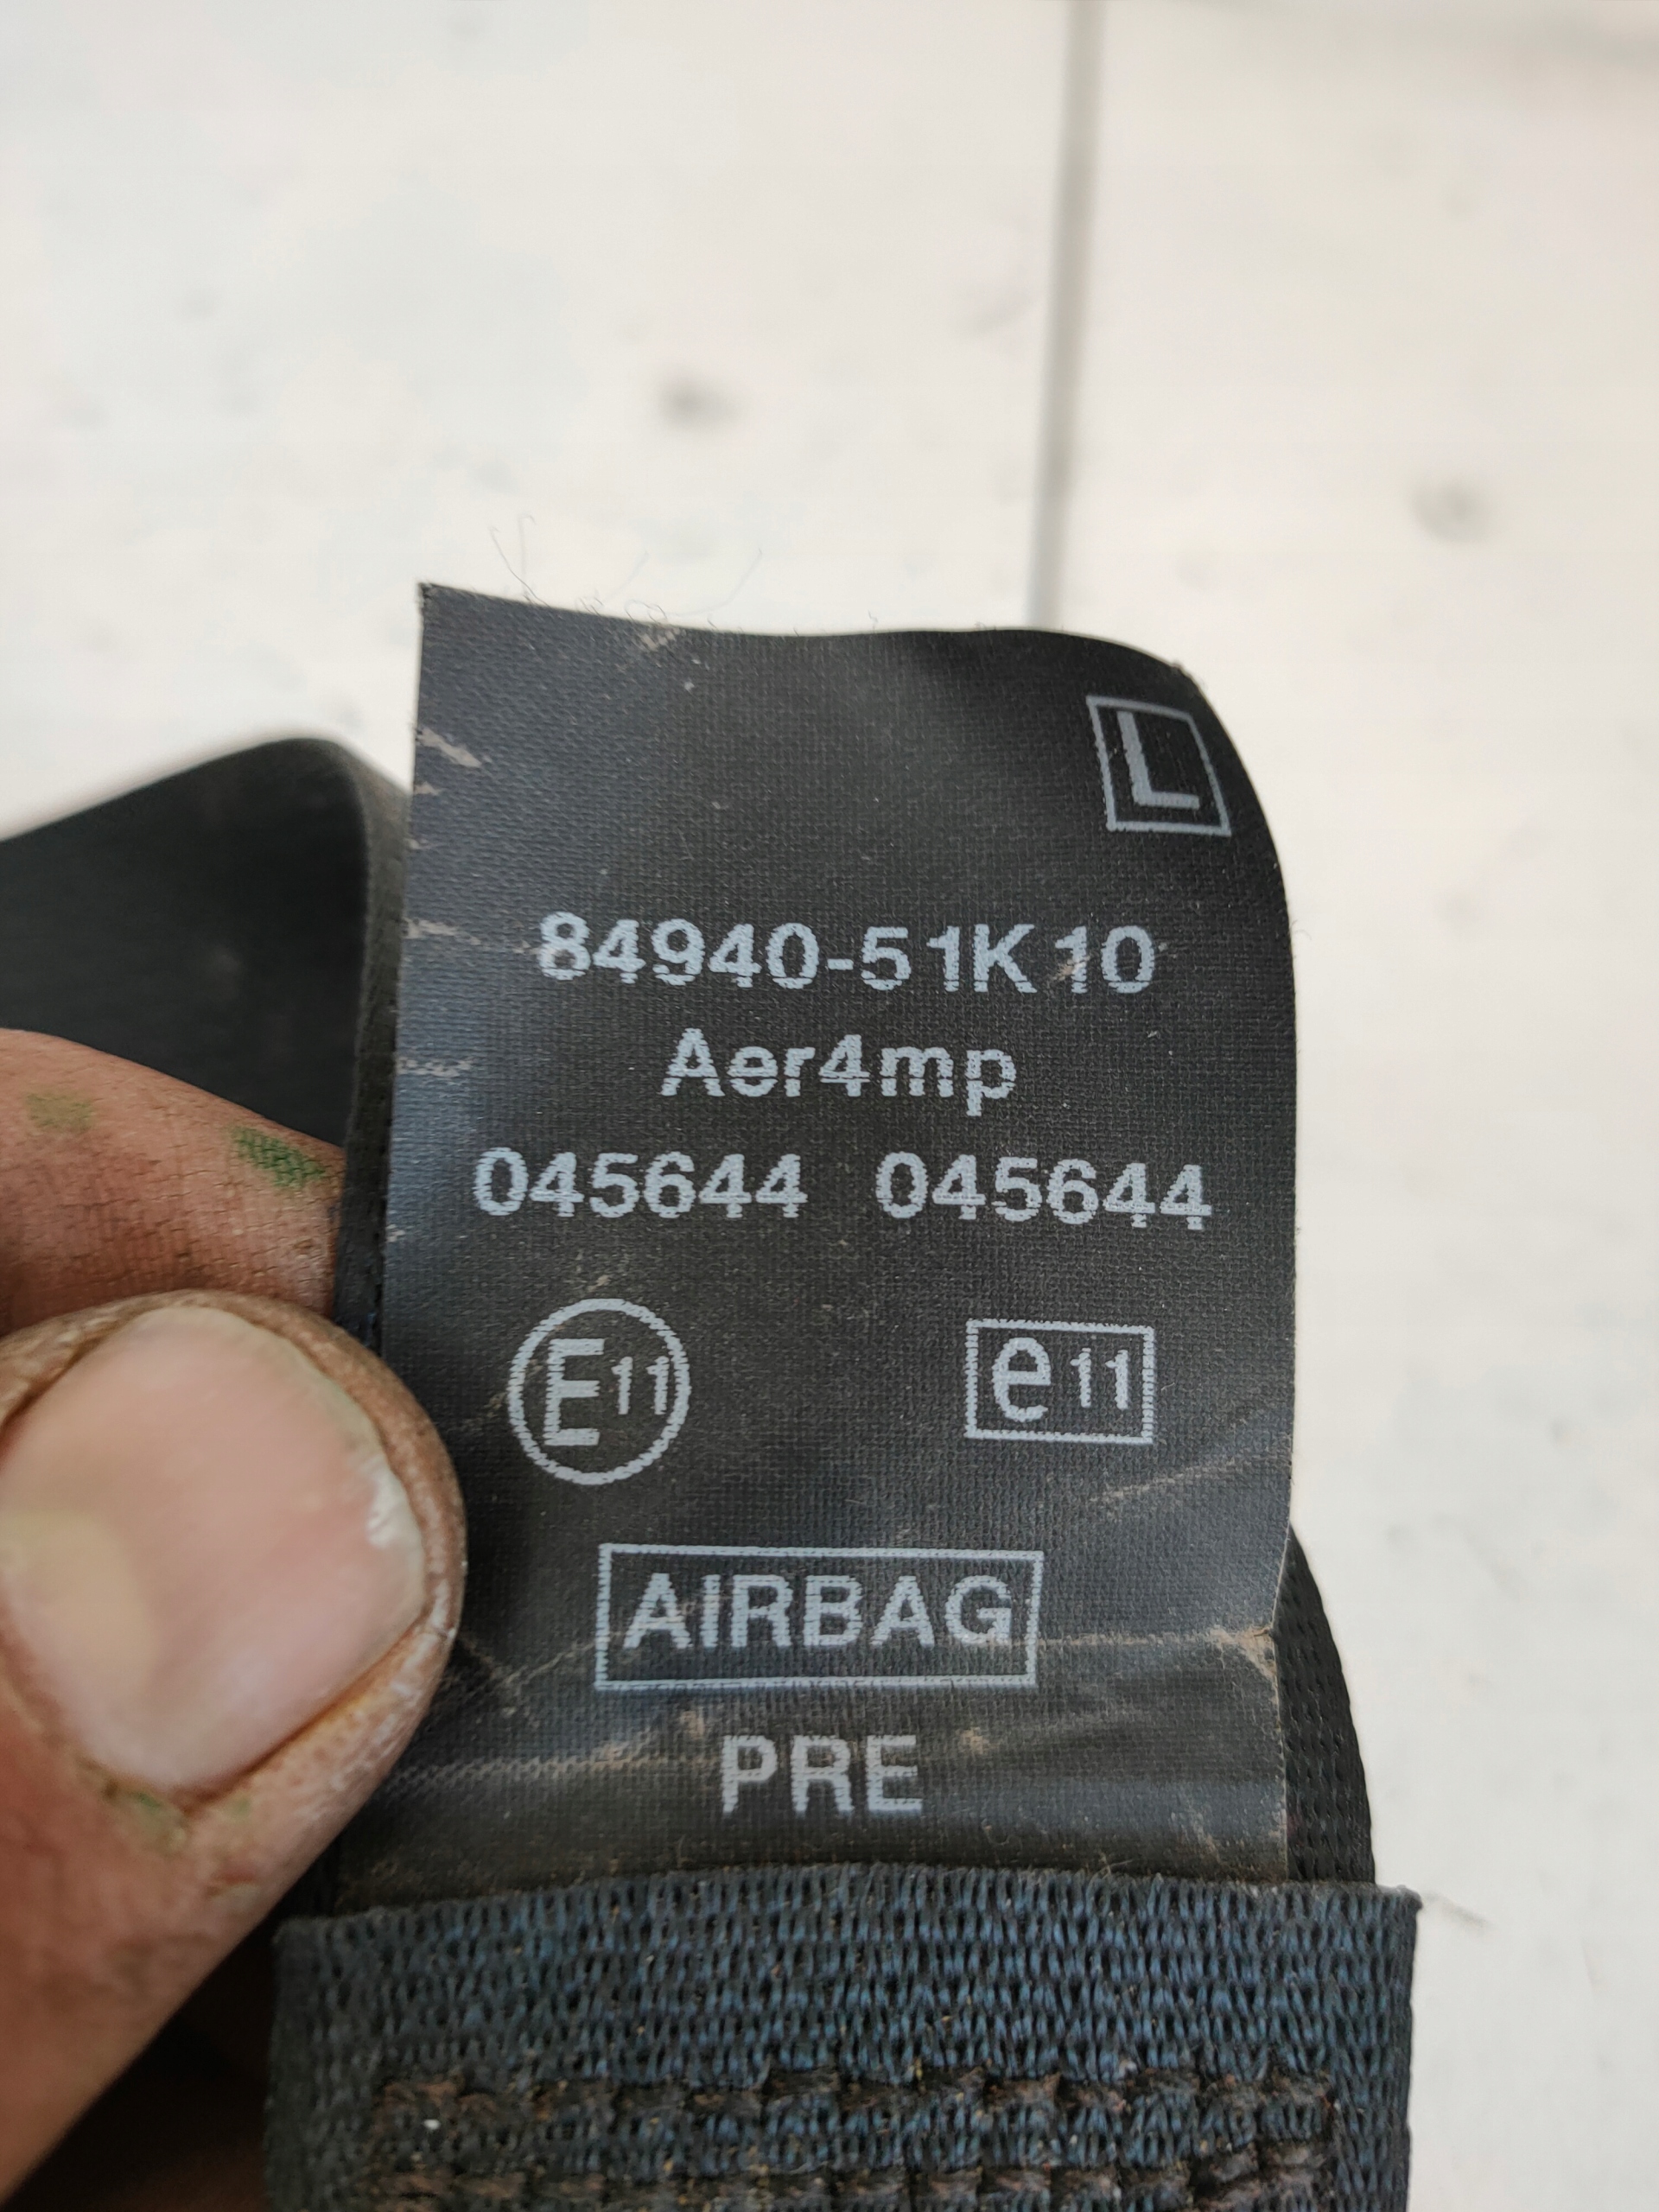 L
84940-51K10
Aer4mp
045644 045644
E11 e11
AIRBAG
PRE